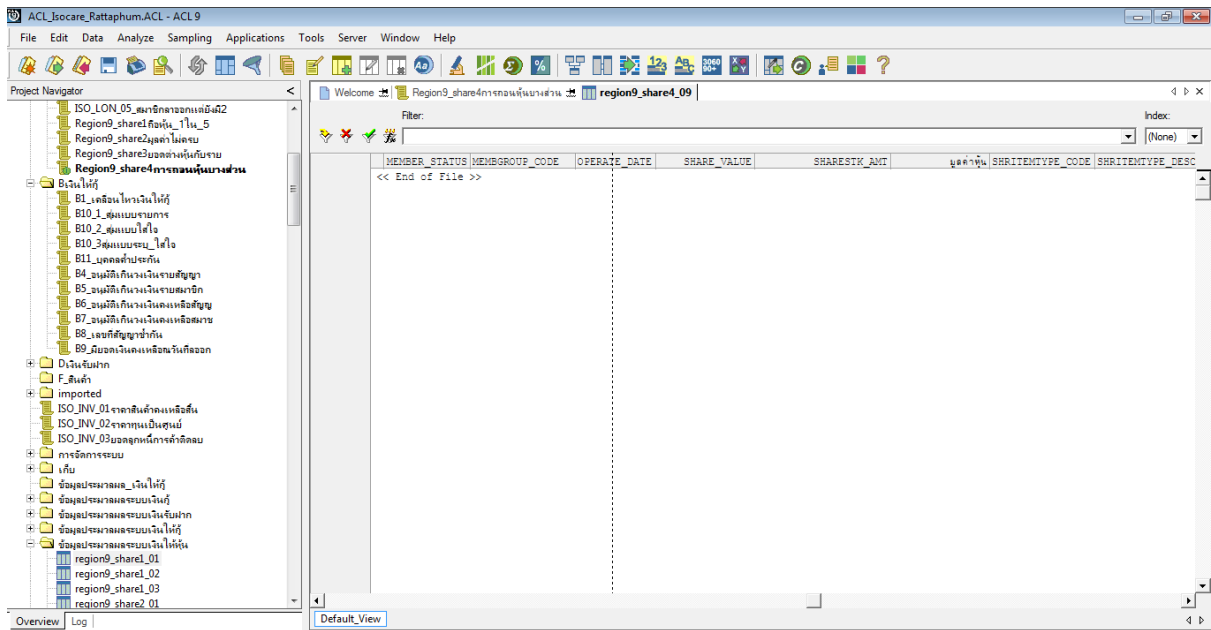 ACL_Isocare_Rattaphum.ACL - ACL 9
File Edit Data Analyze Sampling Applications Tools Server Window Help
Project Navigator <
Welcome Region9_share4การถอนหุ้นบางส่วน region9_share4_09
Filter: Index:
(None)
MEMBER_STATUS MEMBGROUP_CODE OPERATE_DATE SHARE_VALUE SHARESTK_AMT มูลค่าหุ้น SHRITEMTYPE_CODE SHRITEMTYPE_DESC
<< End of File >>
ISO_LON_05_สมาชิกลาออกแต่ยังมี2
Region9_share1ถือหุ้น_1ใน_5
Region9_share2มูลค่าไม่ครบ
Region9_share3ยอดต่างหุ้นกับราย
Region9_share4การถอนหุ้นบางส่วน
Bเงินให้กู้
B1_เคลื่อนไหวเงินให้กู้
B10_1_สุ่มแบบรายการ
B10_2_สุ่มแบบใส่ใจ
B10_3สุ่มแบบระบุ_ใส่ใจ
B11_บุคคลค้ำประกัน
B4_อนุมัติเกินวงเงินรายสัญญา
B5_อนุมัติเกินวงเงินรายสมาชิก
B6_อนุมัติเกินวงเงินคงเหลือสัญญ
B7_อนุมัติเกินวงเงินคงเหลือสมาช
B8_เลขที่สัญญาซ้ำกัน
B9_มียอดเงินคงเหลือณวันที่ลออก
Dเงินรับฝาก
F_สินค้า
imported
ISO_INV_01ราคาสินค้าคงเหลือสิ้น
ISO_INV_02ราคาทุนเป็นศูนย์
ISO_INV_03ยอดลูกหนี้การค้าติดลบ
การจัดการระบบ
เก็บ
ข้อมูลประมวลผล_เงินให้กู้
ข้อมูลประมวลผลระบบเงินกู้
ข้อมูลประมวลผลระบบเงินรับฝาก
ข้อมูลประมวลผลระบบเงินให้กู้
ข้อมูลประมวลผลระบบเงินให้หุ้น
region9_share1_01
region9_share1_02
region9_share1_03
region9_share2_01
Overview Log
Default_View